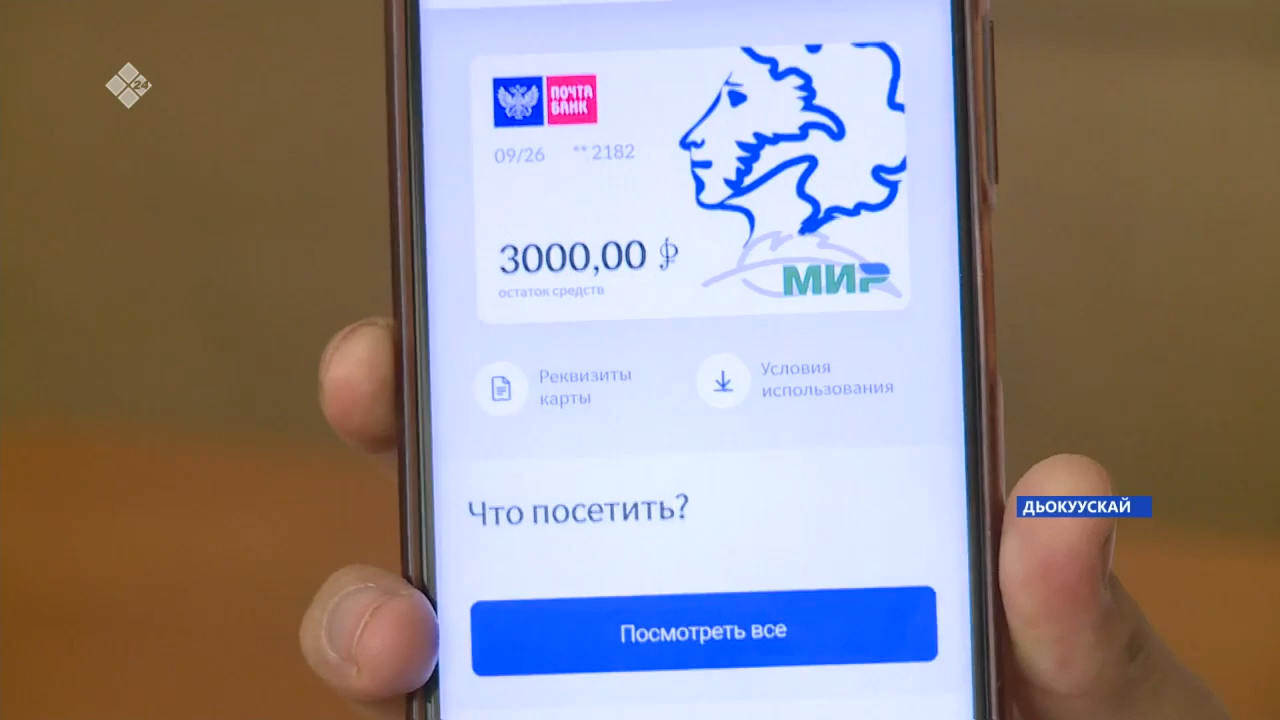 X24
ПОЧТА
БАНК
09/26 **2182
3000,00 ₽
остаток средств
МИР
Реквизиты
карты
Условия
использования
Что посетить?
ДЬОКУУСКАЙ
Посмотреть все